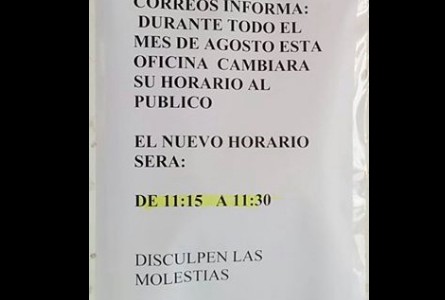 CORREOS INFORMA:
DURANTE TODO EL
MES DE AGOSTO ESTA
OFICINA CAMBIARA
SU HORARIO AL
PUBLICO
EL NUEVO HORARIO
SERA:
DE 11:15 A 11:30
DISCULPEN LAS
MOLESTIAS